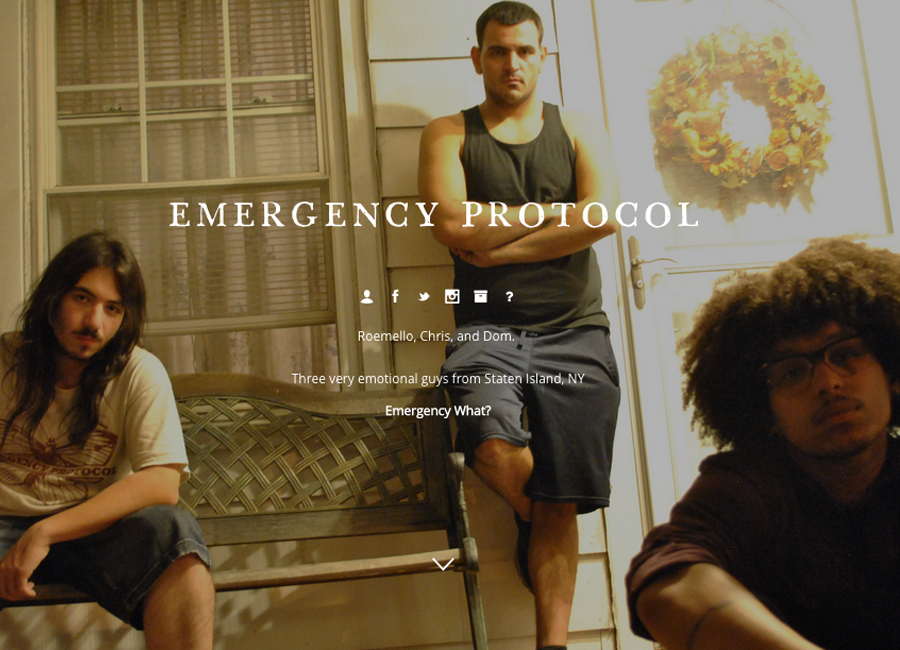 EMERGENCY PROTOCOL
?
Roemello, Chris, and Dom.
Three very emotional guys from Staten Island, NY
Emergency What?